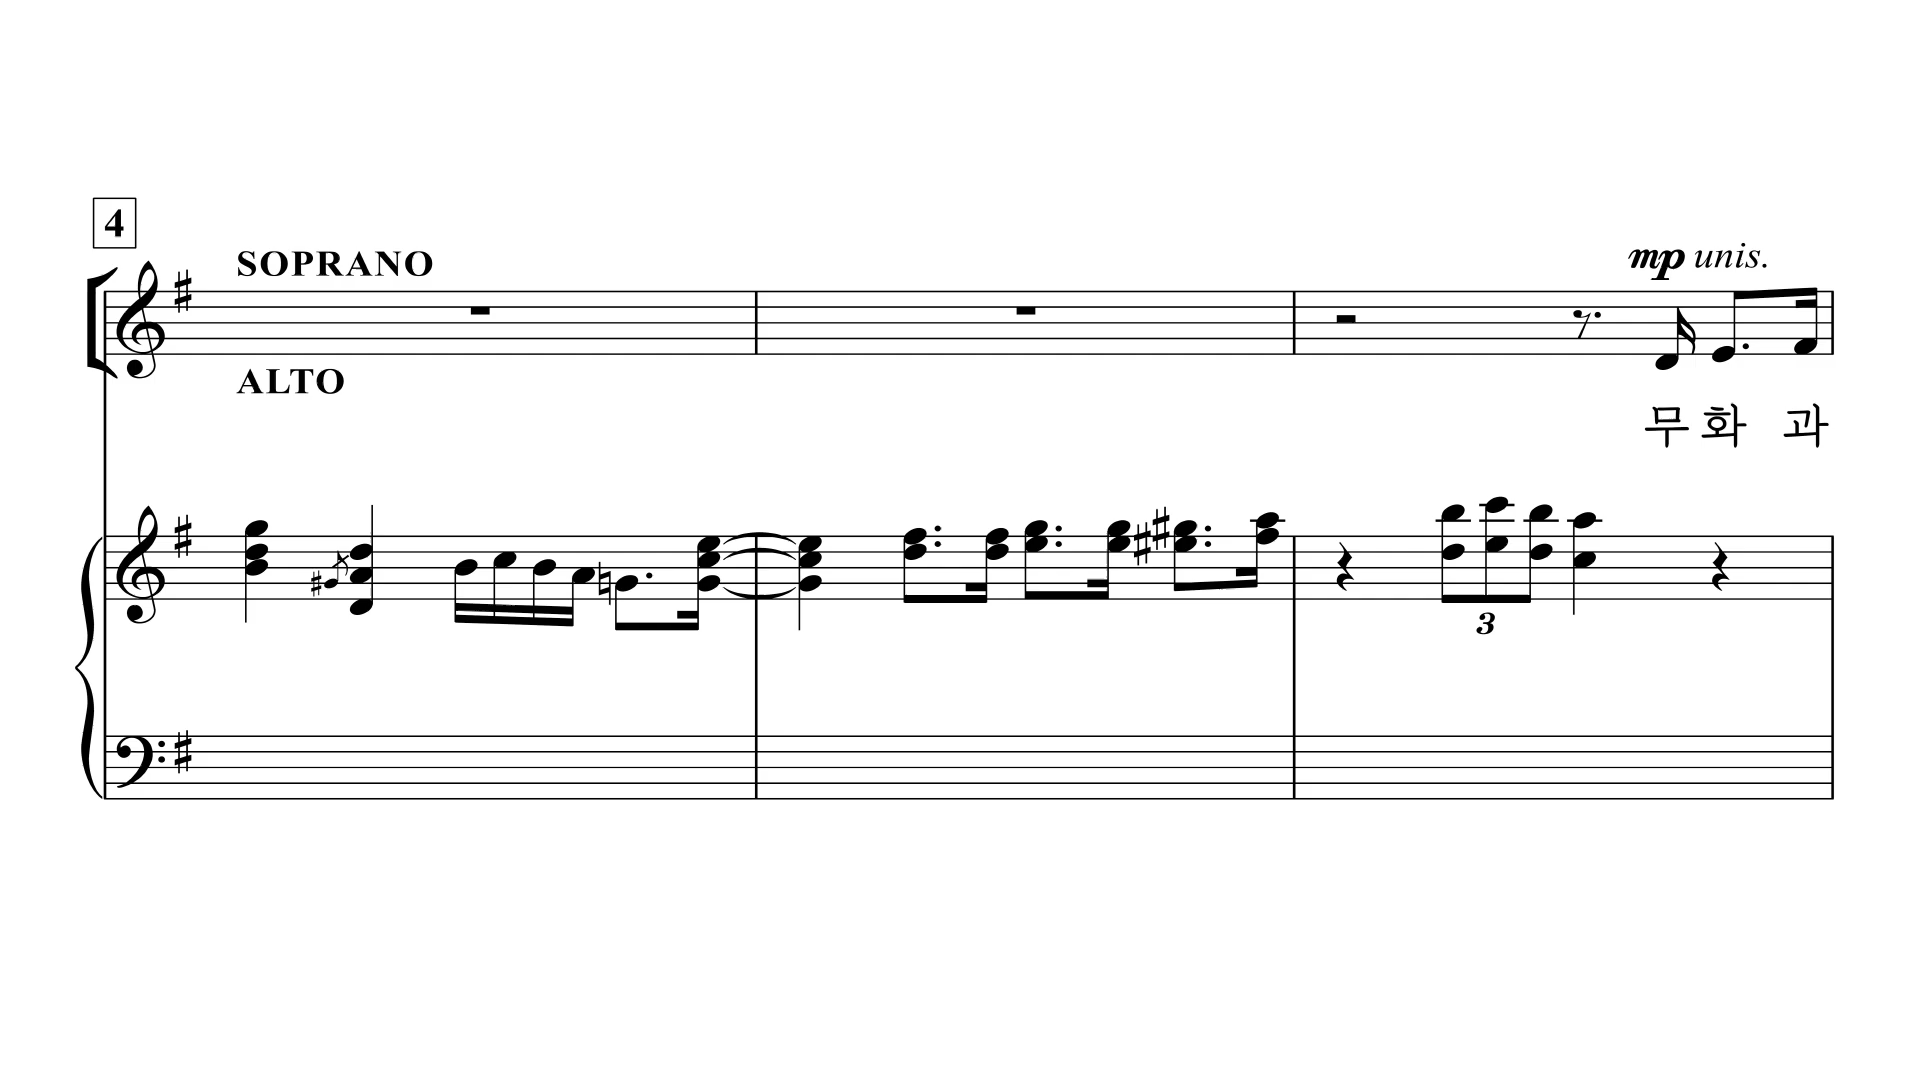 4
SOPRANO
mp unis.
ALTO
무 화 과
3